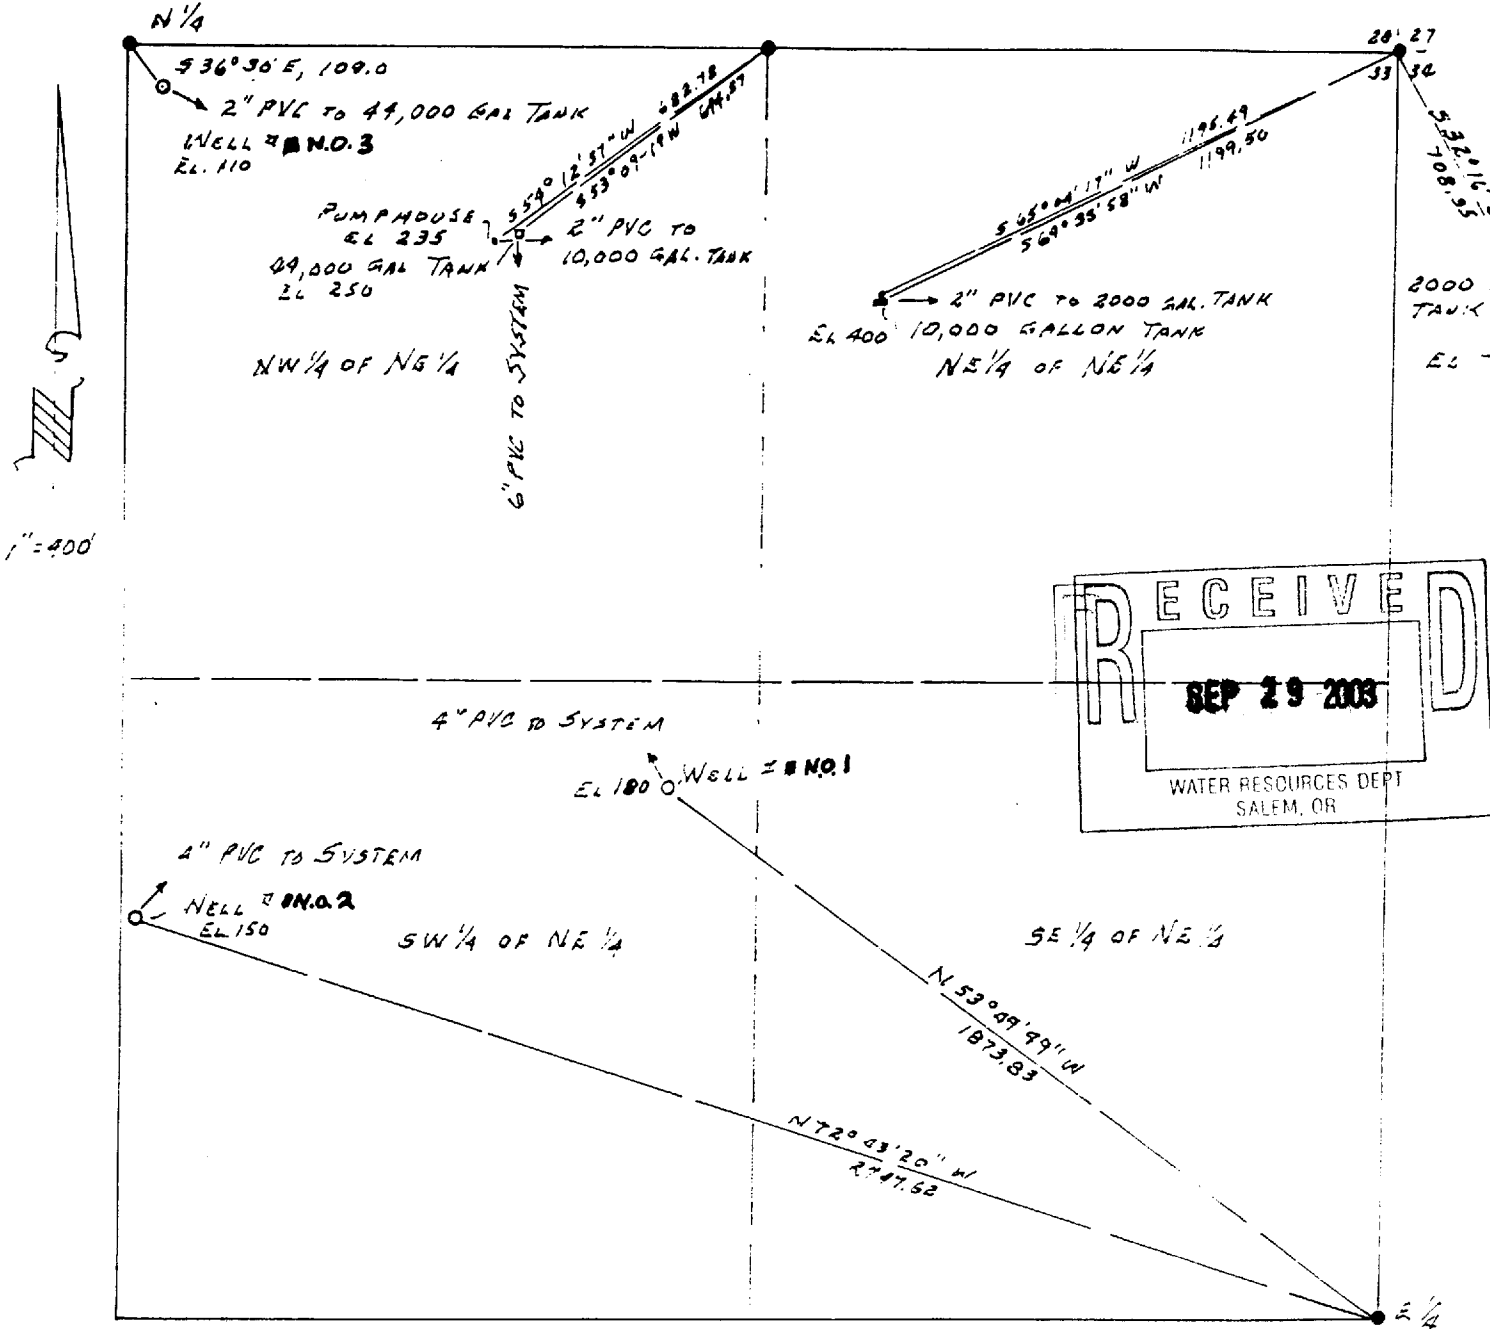 N 1/4
S 36° 30' E, 109.0
2" PVC TO 44,000 GAL TANK
WELL # NO.3
EL. 110
28 27
33 34
S 32° 16'
708.95
682.78
694.57
S 54° 12' 37" W
S 53° 09-19 W
PUMPHOUSE
EL 235
2" PVC TO
10,000 GAL. TANK
44,000 GAL TANK
EL 250
1195.49
1199.50
S 65° 04' 17" W
S 64° 35' 58" W
2" PVC TO 2000 GAL. TANK
EL 400 10,000 GALLON TANK
2000
TANK
EL
NW 1/4 OF NE 1/4
NE 1/4 OF NE 1/4
6" PVC TO SYSTEM
N
1" = 400'
RECEIVED
SEP 29 2003
WATER RESOURCES DEPT
SALEM, OR
4" PVC TO SYSTEM
EL 180 WELL # NO.1
4" PVC TO SYSTEM
WELL # NO.2
EL 150
SW 1/4 OF NE 1/4
SE 1/4 OF NE 1/4
N 53° 49' 49" W
1873.83
N 72° 43' 20" W
2747.62
E 1/4